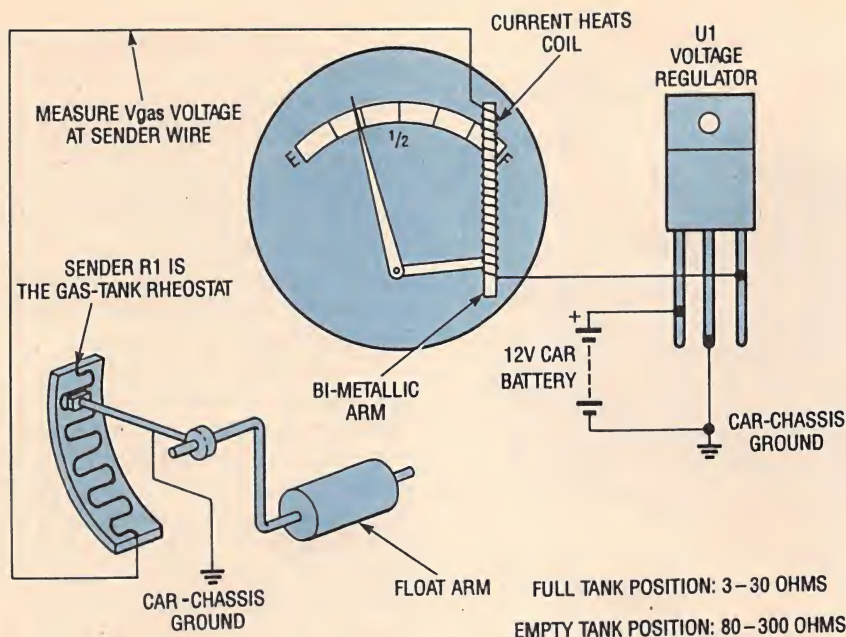 CURRENT HEATS
COIL
U1
VOLTAGE
REGULATOR
MEASURE Vgas VOLTAGE
AT SENDER WIRE
E
1/2
F
SENDER R1 IS
THE GAS-TANK RHEOSTAT
+
12V CAR
BATTERY
BI-METALLIC
ARM
CAR-CHASSIS
GROUND
FLOAT ARM
CAR-CHASSIS
GROUND
FULL TANK POSITION: 3–30 OHMS
EMPTY TANK POSITION: 80–300 OHMS